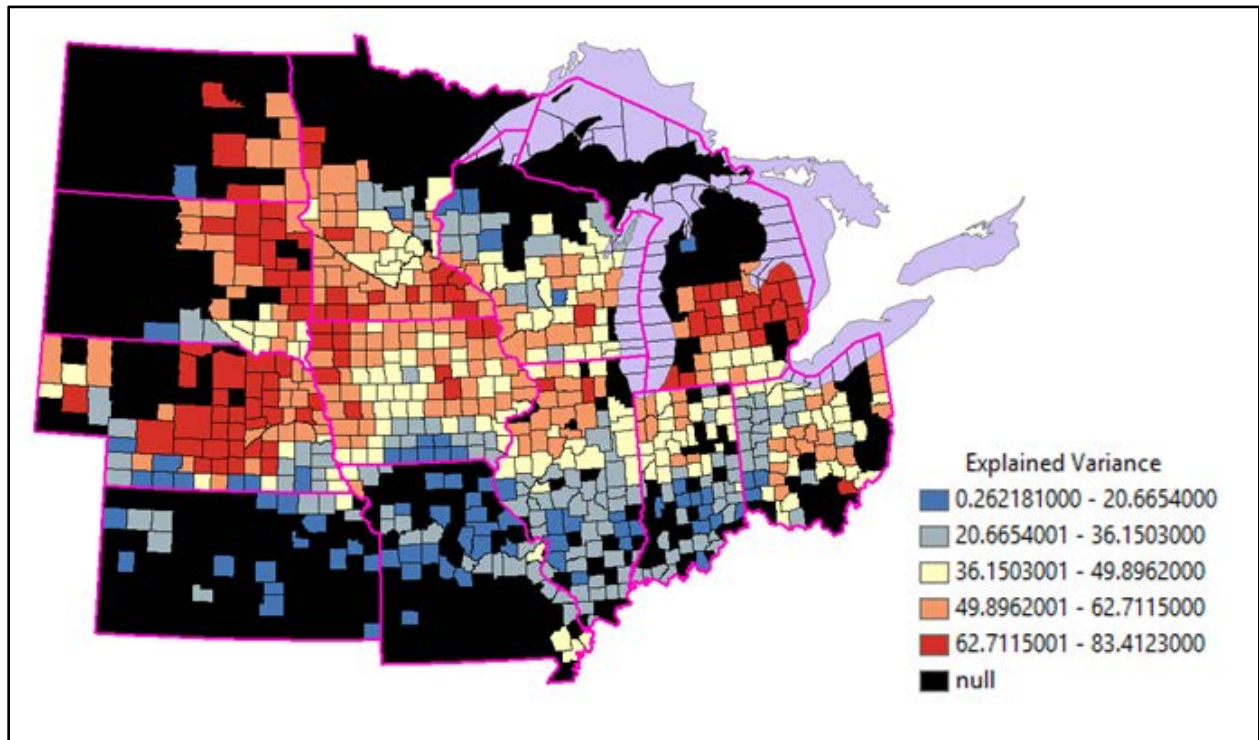 Explained Variance
0.262181000 - 20.6654000
20.6654001 - 36.1503000
36.1503001 - 49.8962000
49.8962001 - 62.7115000
62.7115001 - 83.4123000
null